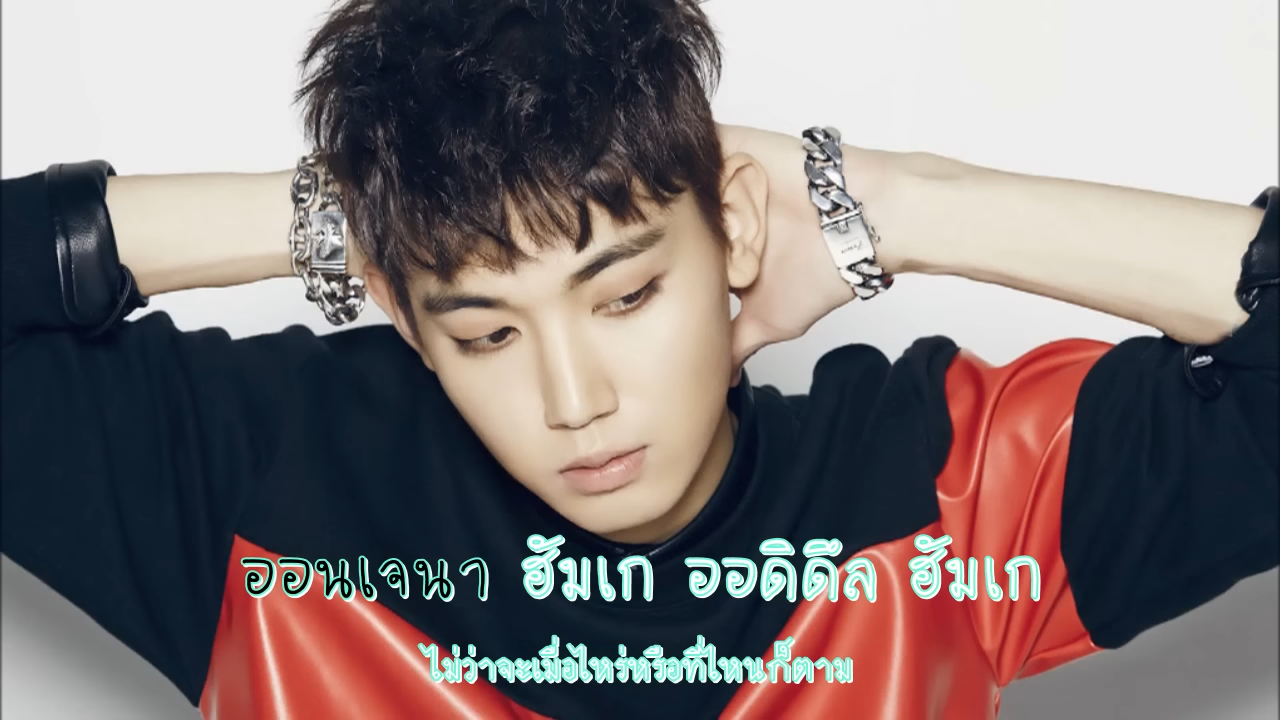 ออนเจนา ฮัมเก ออดิดึล ฮัมเก
ไม่ว่าจะเมื่อไหร่หรือที่ไหนก็ตาม